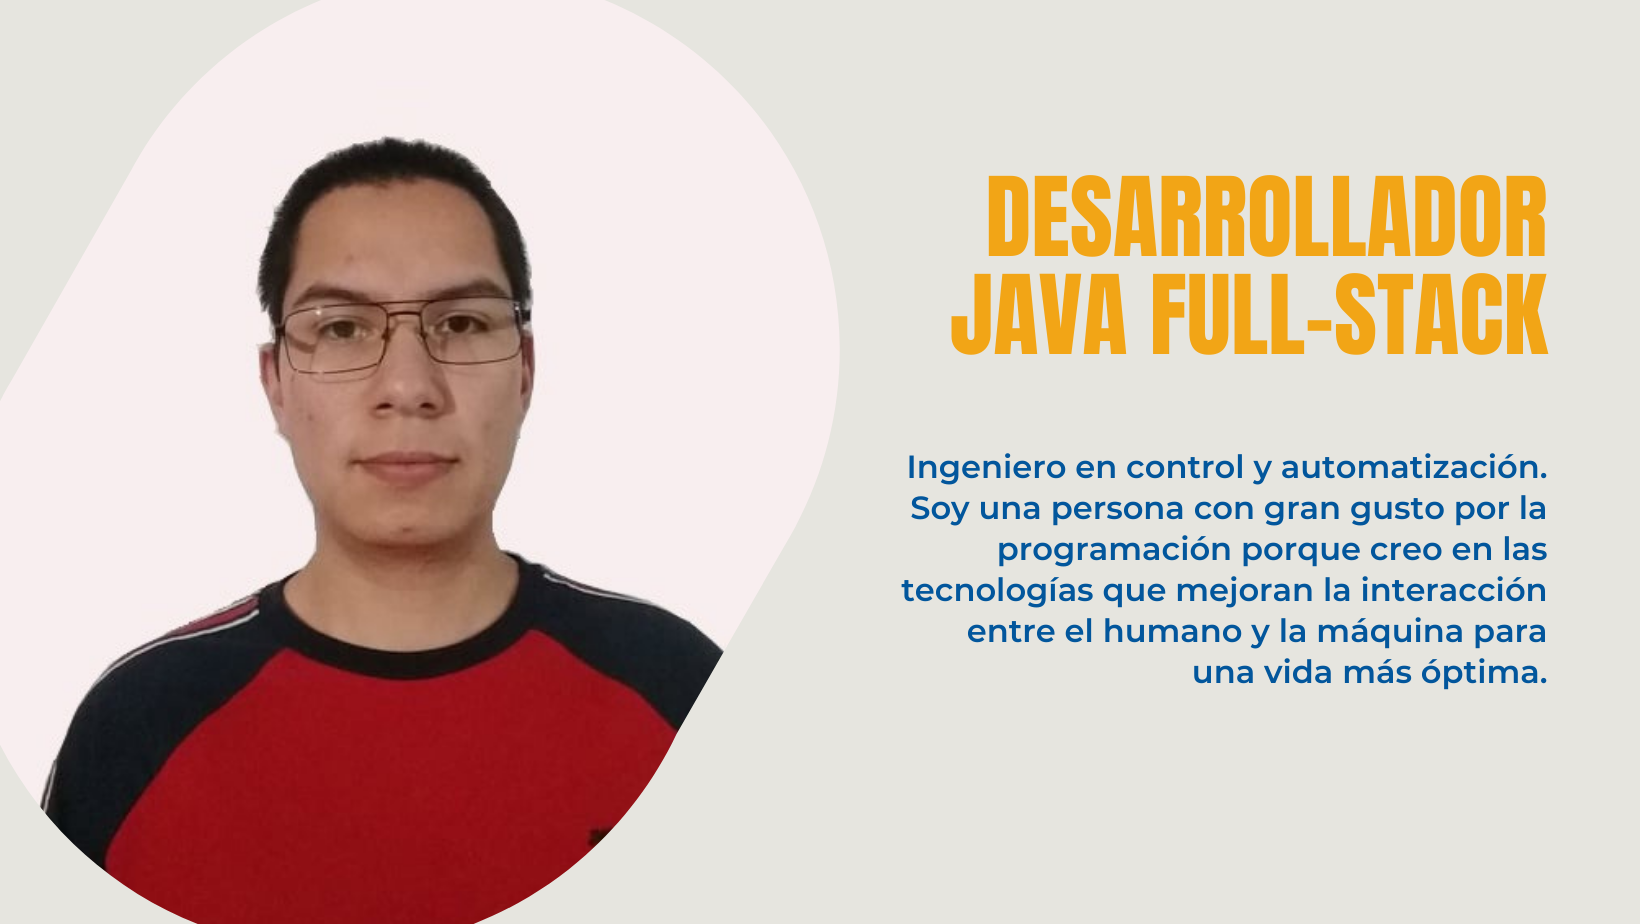 DESARROLLADOR
JAVA FULL-STACK
Ingeniero en control y automatización.
Soy una persona con gran gusto por la
programación porque creo en las
tecnologías que mejoran la interacción
entre el humano y la máquina para
una vida más óptima.